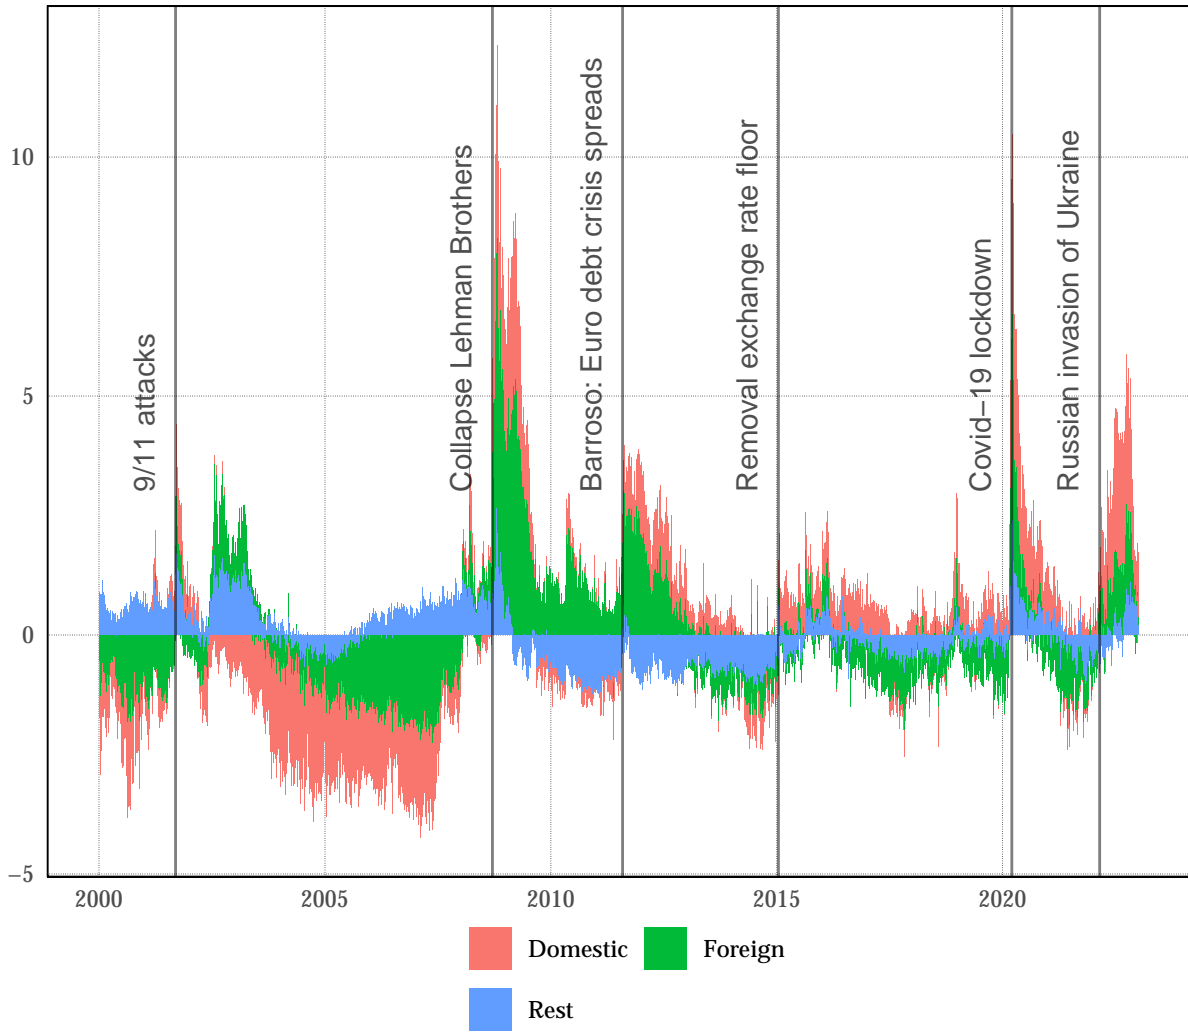 10
5
0
−5
9/11 attacks
Collapse Lehman Brothers
Barroso: Euro debt crisis spreads
Removal exchange rate floor
Covid−19 lockdown
Russian invasion of Ukraine
2000 2005 2010 2015 2020
Domestic Foreign
Rest